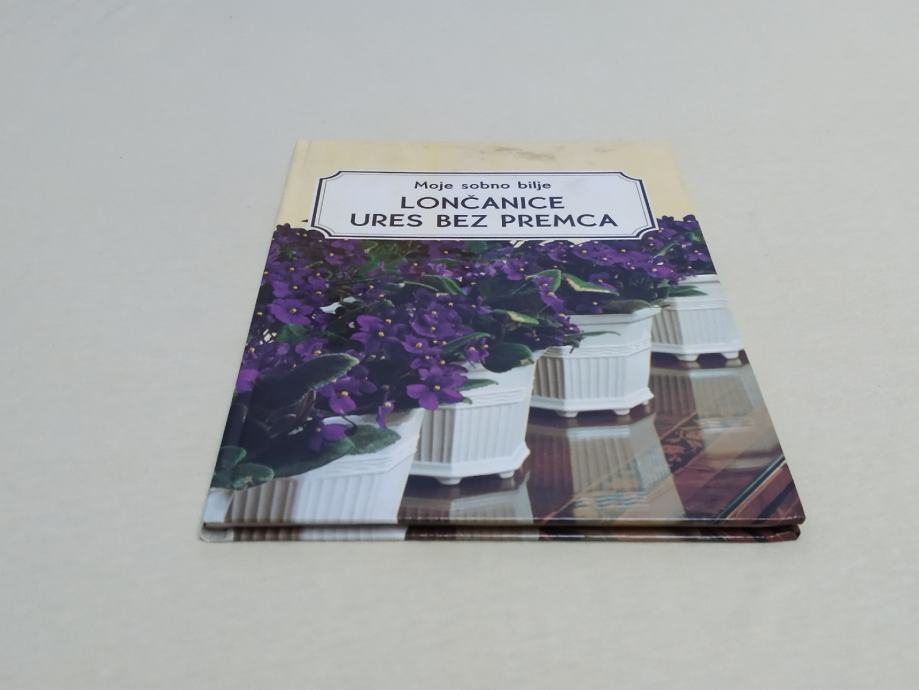 Moje sobno bilje
LONČANICE
URES BEZ PREMCA